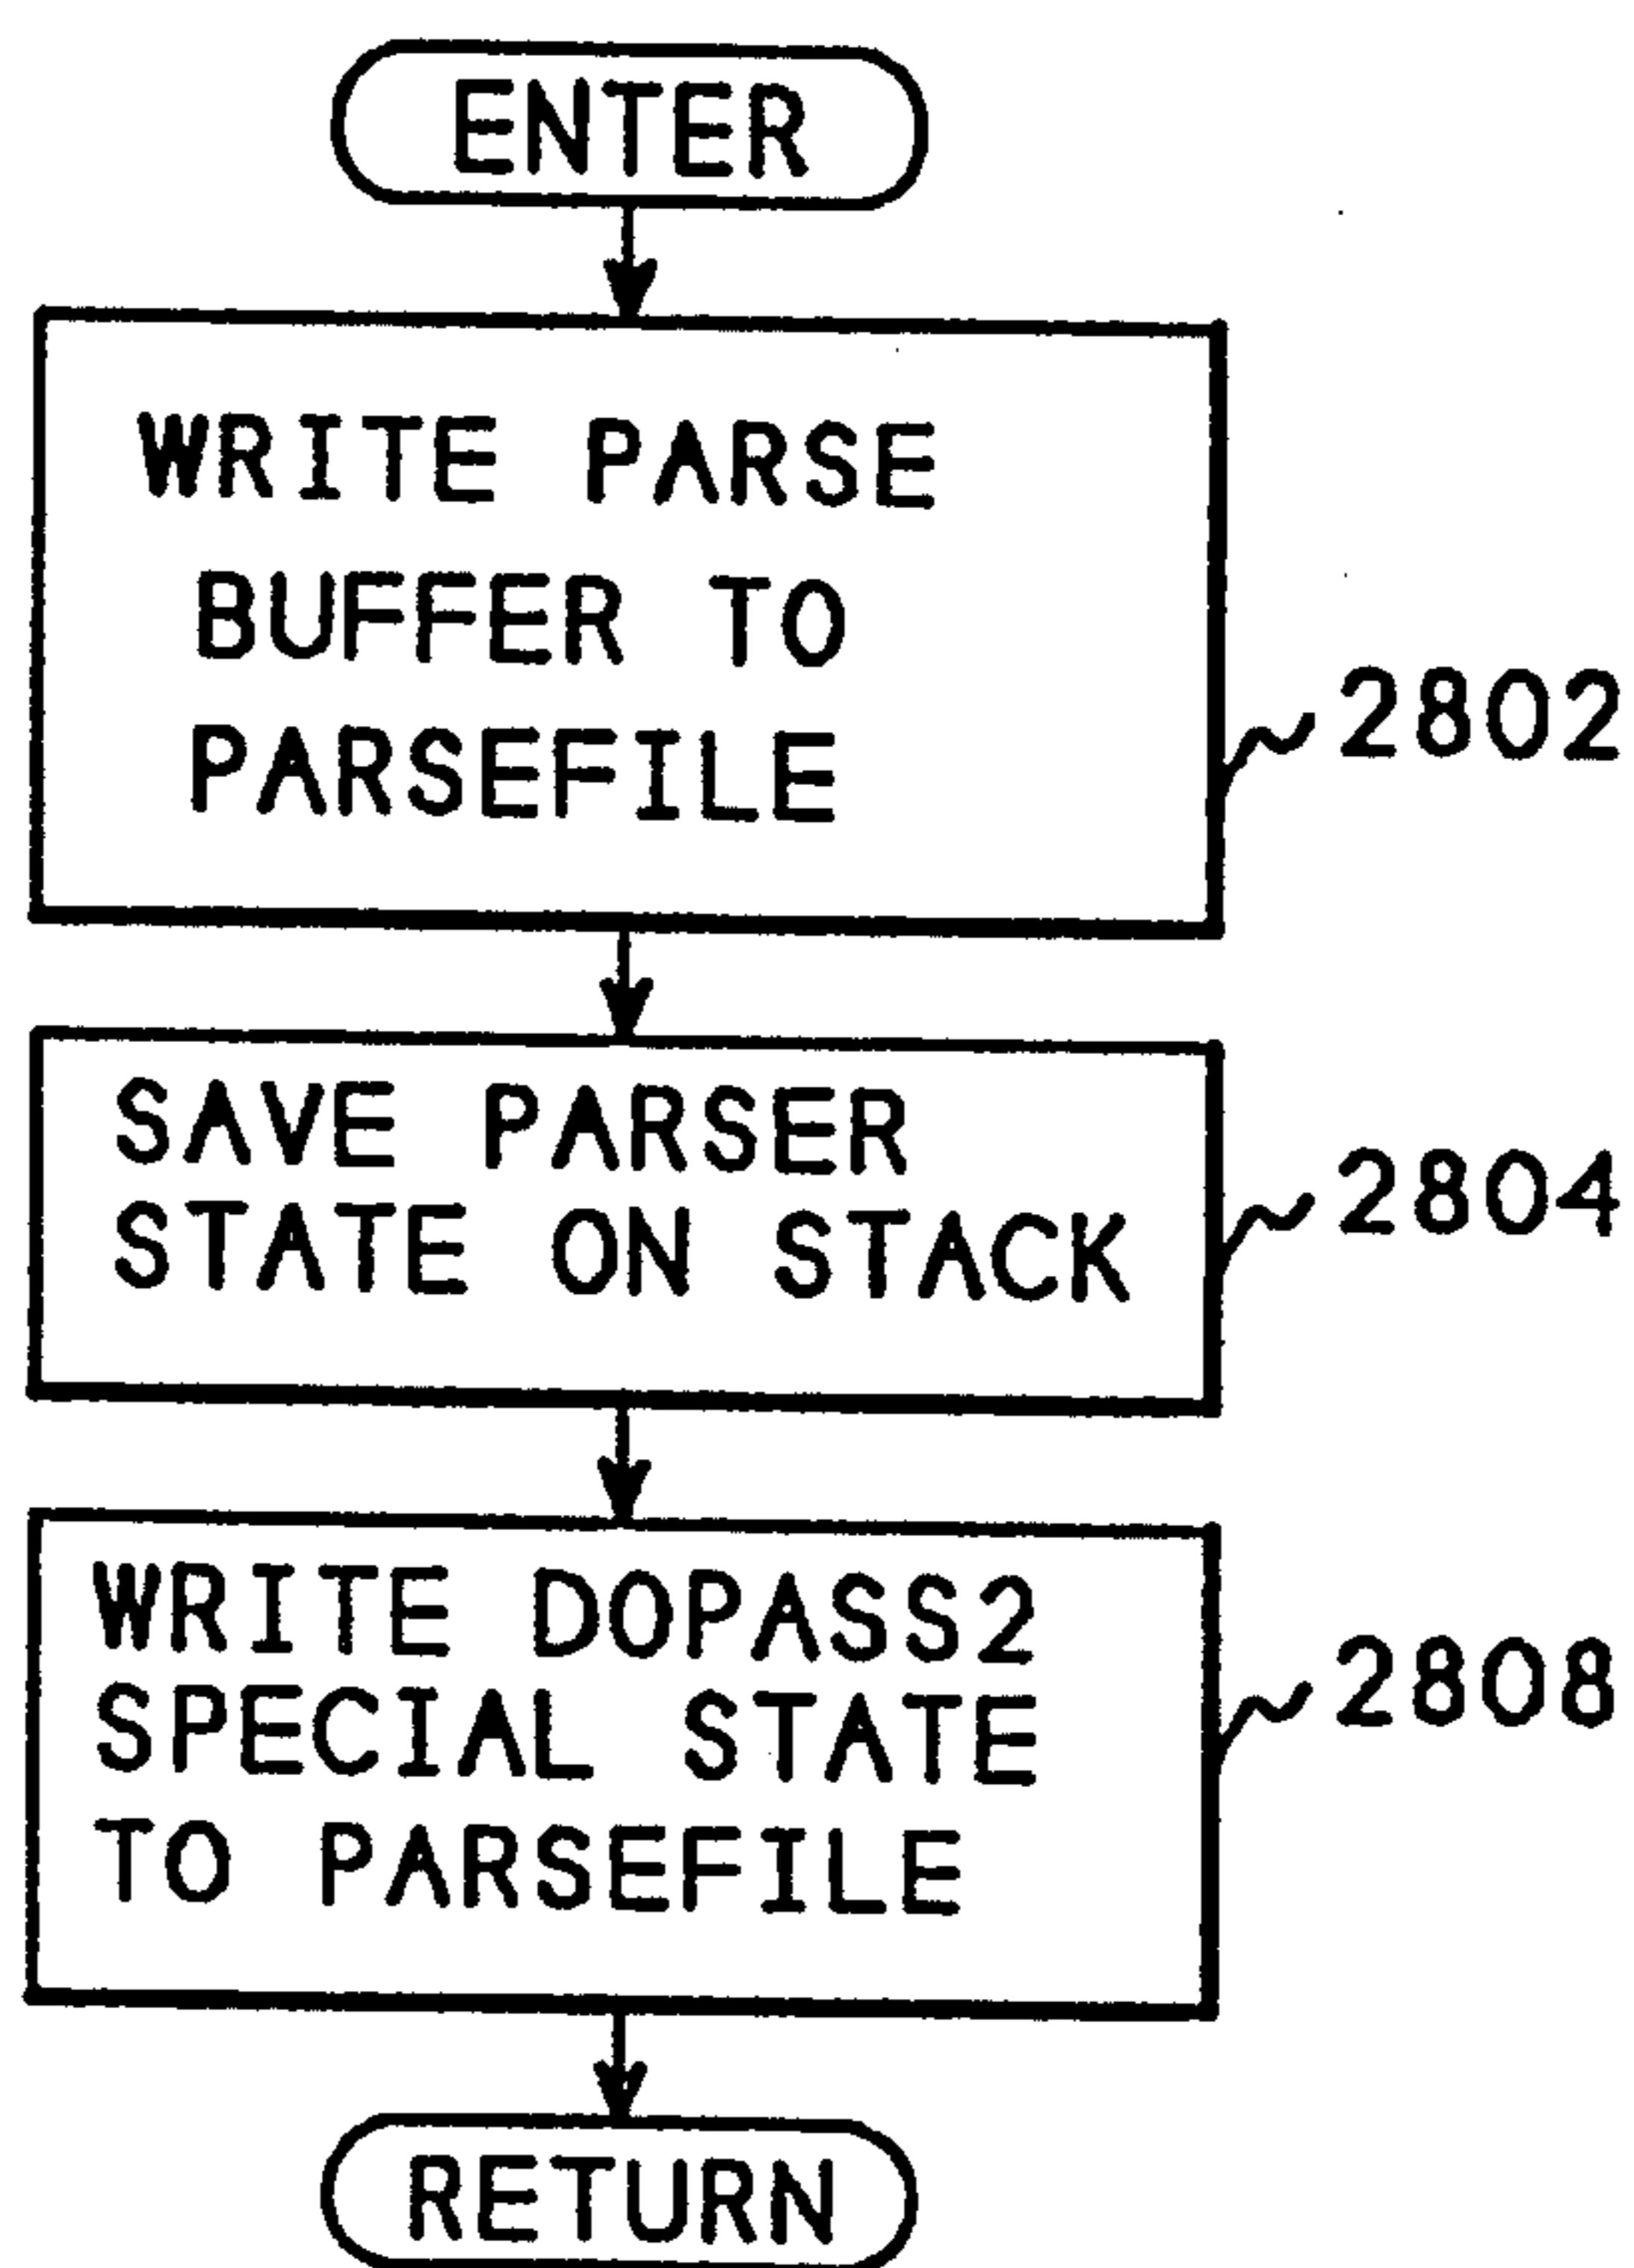 ENTER
WRITE PARSE
BUFFER TO
PARSEFILE
2802
SAVE PARSER
STATE ON STACK
2804
WRITE DOPASS2
SPECIAL STATE
TO PARSEFILE
2808
RETURN